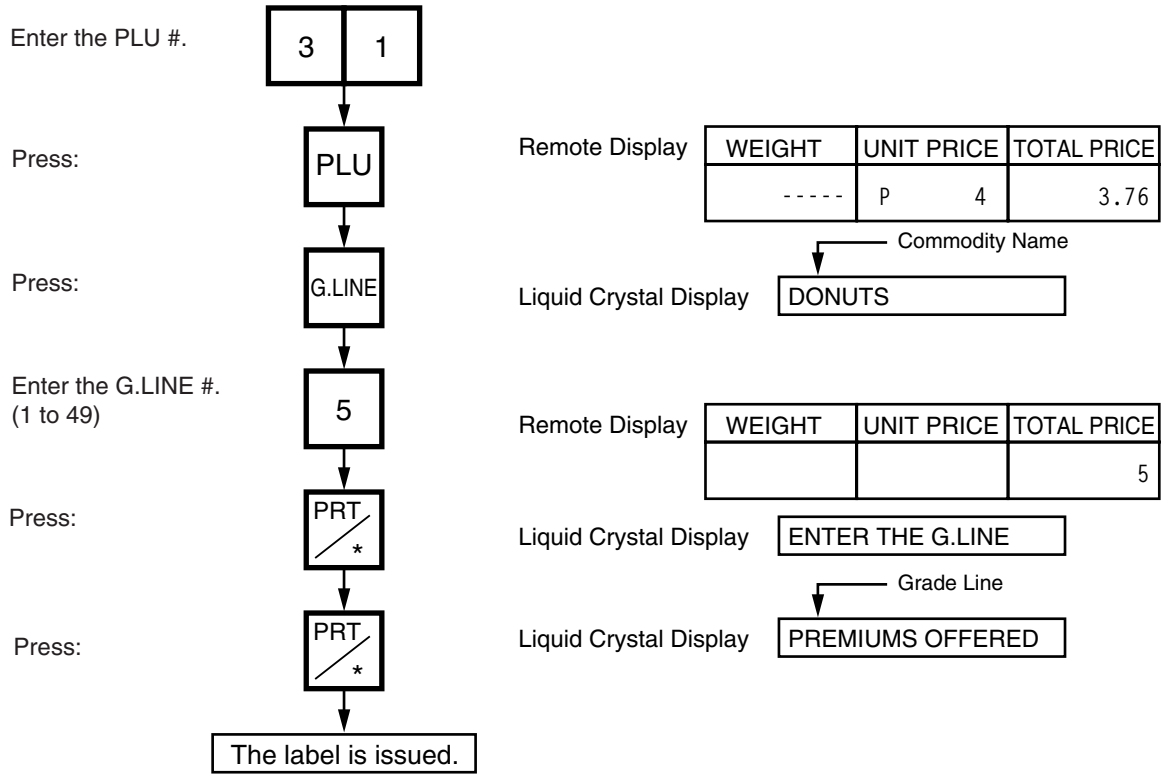 Enter the PLU #.
3 1
Press:
PLU
Remote Display
WEIGHT UNIT PRICE TOTAL PRICE
- - - - - P 4 3.76
Commodity Name
Press:
G.LINE
Liquid Crystal Display
DONUTS
Enter the G.LINE #.
(1 to 49)
5
Remote Display
WEIGHT UNIT PRICE TOTAL PRICE
5
Press:
PRT
*
Liquid Crystal Display
ENTER THE G.LINE
Grade Line
Press:
PRT
*
Liquid Crystal Display
PREMIUMS OFFERED
The label is issued.